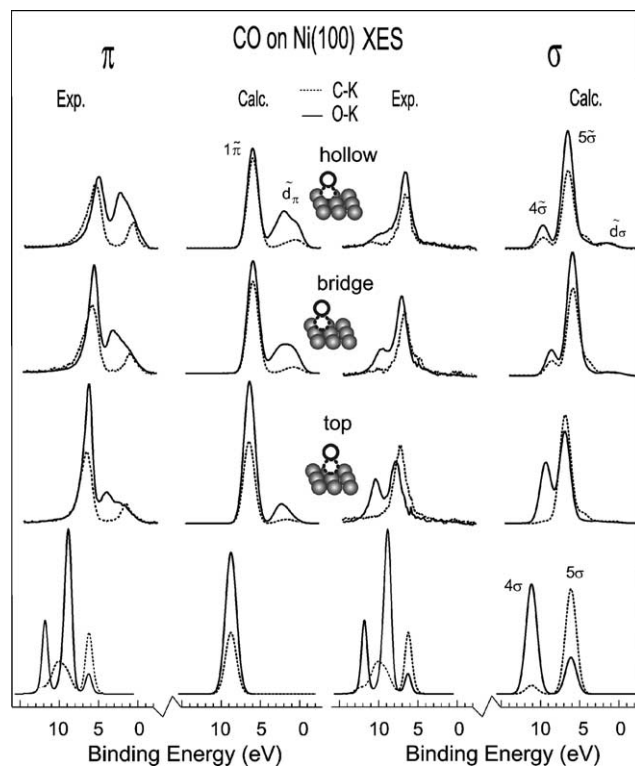 CO on Ni(100) XES
π
σ
Exp.
Calc.
Exp.
Calc.
C-K
O-K
1π̃
d̃π
hollow
5σ̃
4σ̃
d̃σ
bridge
top
4σ
5σ
10 5 0 10 5 0 10 5 0 10 5 0
Binding Energy (eV) Binding Energy (eV)